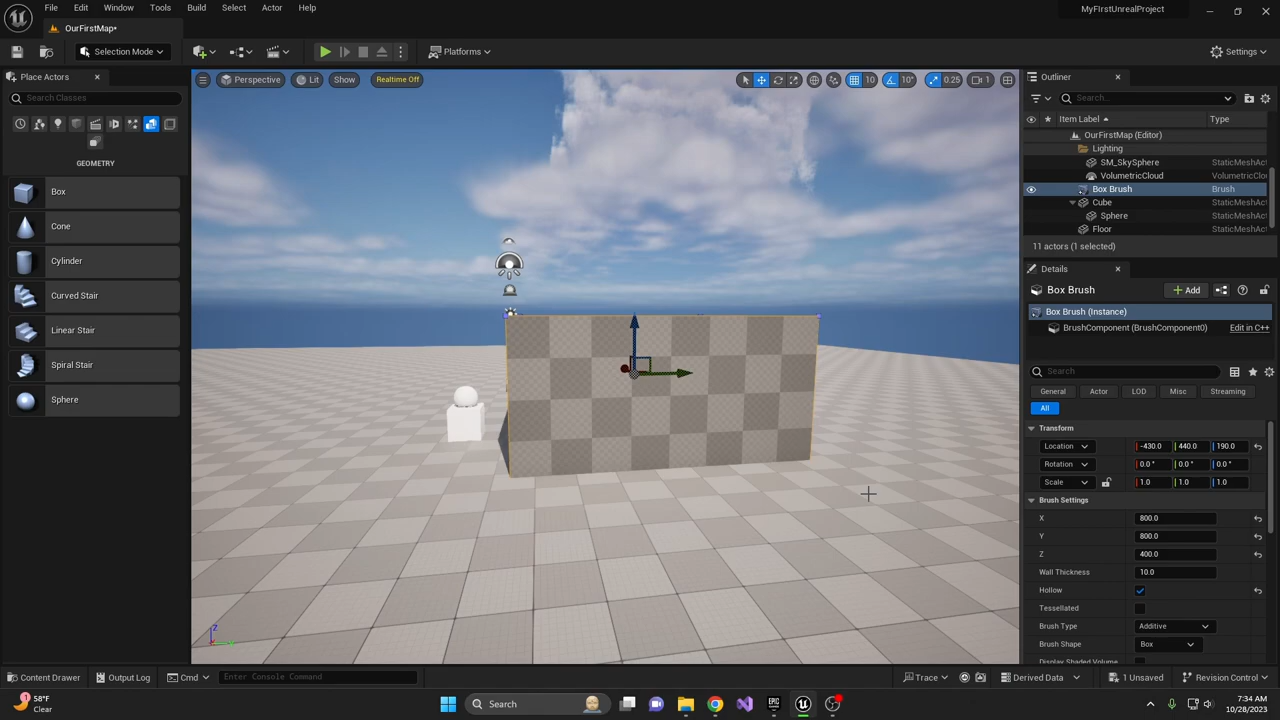 File Edit Window Tools Build Select Actor Help
MyFIrstUnrealProject
OurFirstMap*
Selection Mode
Platforms
Settings
Place Actors
Search Classes
GEOMETRY
Box
Cone
Cylinder
Curved Stair
Linear Stair
Spiral Stair
Sphere
Perspective Lit Show Realtime Off
10 10° 0.25 1
Z
Outliner
Search...
Item Label Type
OurFirstMap (Editor)
Lighting
SM_SkySphere StaticMeshAct
VolumetricCloud VolumetricClou
Box Brush Brush
Cube StaticMeshAct
Sphere StaticMeshAct
Floor StaticMeshAct
11 actors (1 selected)
Details
Box Brush
Add
Box Brush (Instance)
BrushComponent (BrushComponent0) Edit in C++
Search
General Actor LOD Misc Streaming
All
Transform
Location -430.0 440.0 190.0
Rotation 0.0 ° 0.0 ° 0.0 °
Scale 1.0 1.0 1.0
Brush Settings
X 800.0
Y 800.0
Z 400.0
Wall Thickness 10.0
Hollow
Tessellated
Brush Type Additive
Brush Shape Box
Display Shaded Volume
Content Drawer Output Log Cmd Enter Console Command
Trace Derived Data 1 Unsaved Revision Control
58°F
Clear
Search
EPIC
7:34 AM
10/28/2023